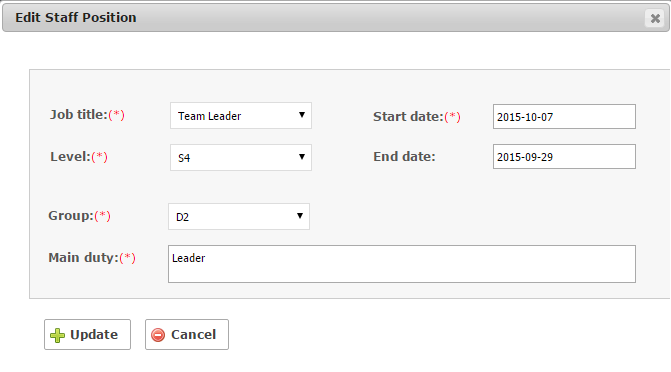 Edit Staff Position
Job title:(*) Team Leader Start date:(*) 2015-10-07
Level:(*) S4 End date: 2015-09-29
Group:(*) D2
Main duty:(*) Leader
Update Cancel